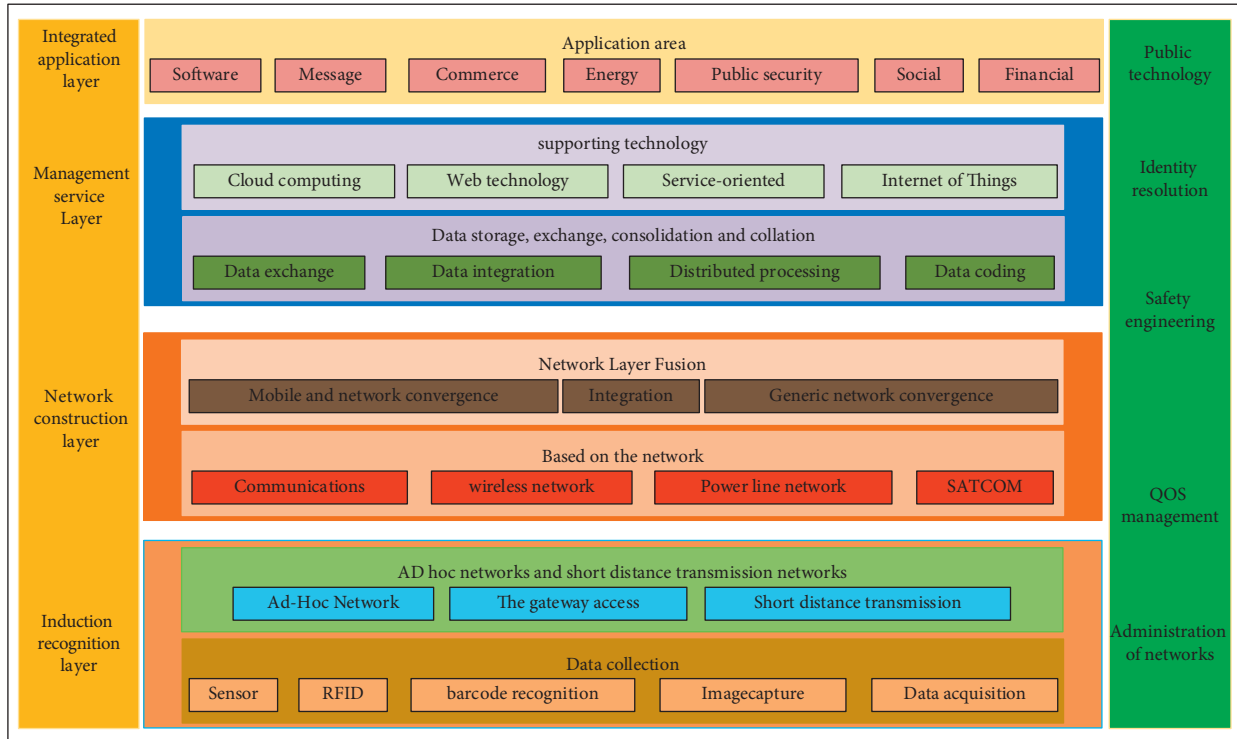 Integrated
application
layer
Application area
Software
Message
Commerce
Energy
Public security
Social
Financial
Public
technology
Management
service
Layer
supporting technology
Cloud computing
Web technology
Service-oriented
Internet of Things
Data storage, exchange, consolidation and collation
Data exchange
Data integration
Distributed processing
Data coding
Identity
resolution
Safety
engineering
Network
construction
layer
Network Layer Fusion
Mobile and network convergence
Integration
Generic network convergence
Based on the network
Communications
wireless network
Power line network
SATCOM
QOS
management
Induction
recognition
layer
AD hoc networks and short distance transmission networks
Ad-Hoc Network
The gateway access
Short distance transmission
Data collection
Sensor
RFID
barcode recognition
Imagecapture
Data acquisition
Administration
of networks